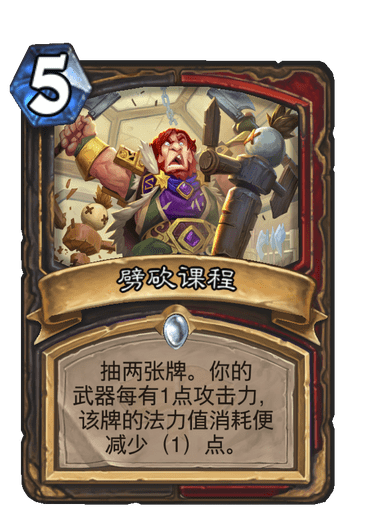 5
劈砍课程
抽两张牌。你的
武器每有1点攻击力，
该牌的法力值消耗便
减少（1）点。